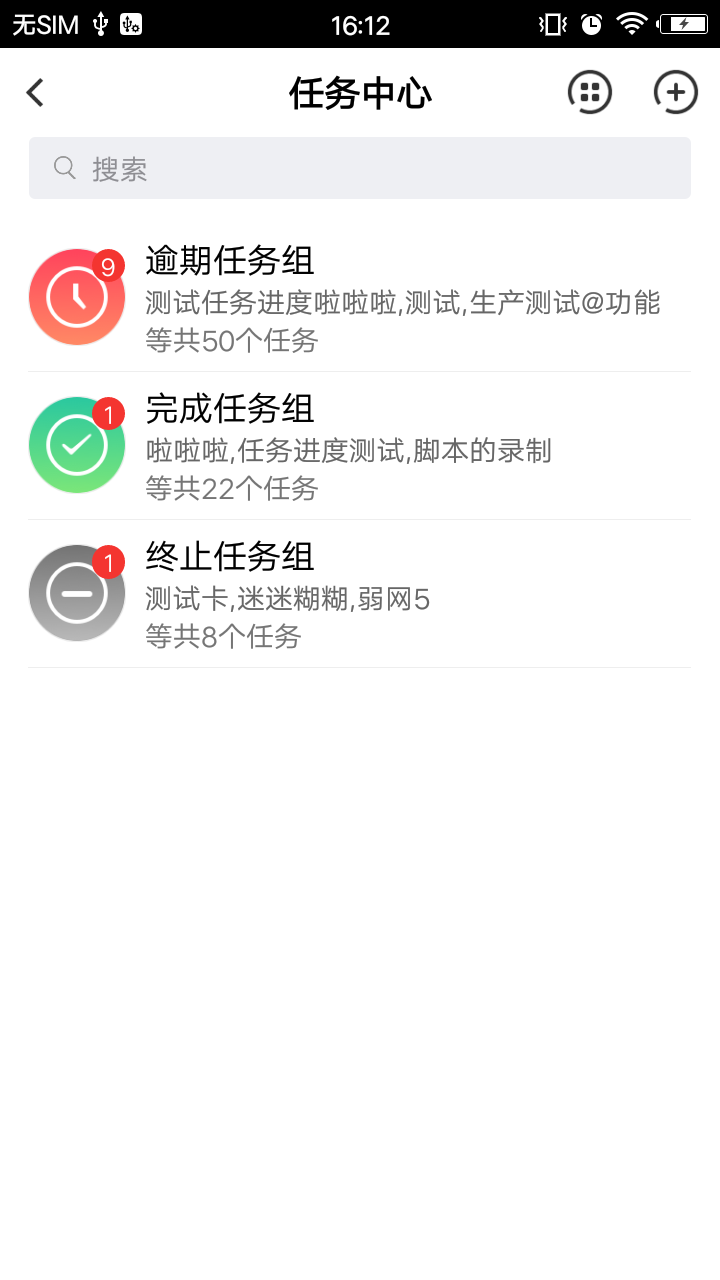 无SIM 16:12
任务中心
搜索
9
逾期任务组
测试任务进度啦啦啦,测试,生产测试@功能
等共50个任务
1
完成任务组
啦啦啦,任务进度测试,脚本的录制
等共22个任务
1
终止任务组
测试卡,迷迷糊糊,弱网5
等共8个任务